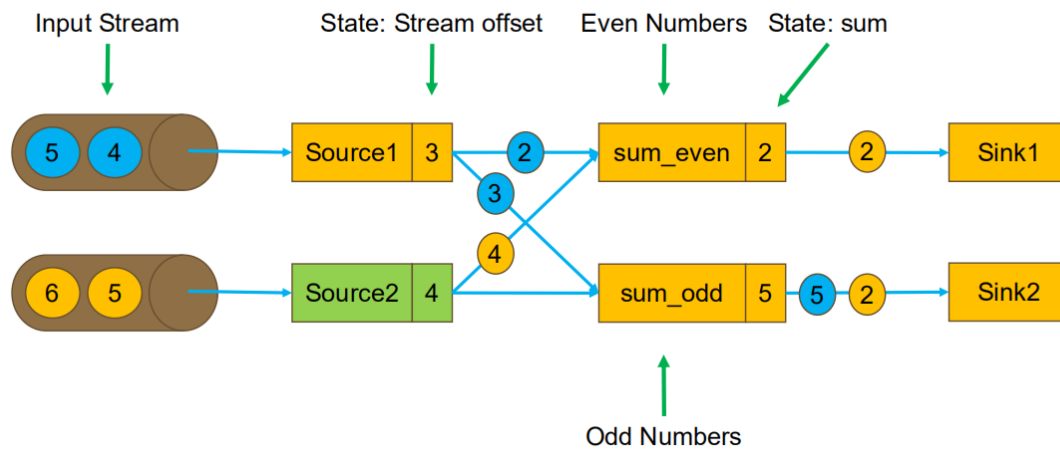 Input Stream
State: Stream offset
Even Numbers
State: sum
5 4
Source1 3
2
sum_even 2
2
Sink1
3
4
6 5
Source2 4
sum_odd 5
5 2
Sink2
Odd Numbers